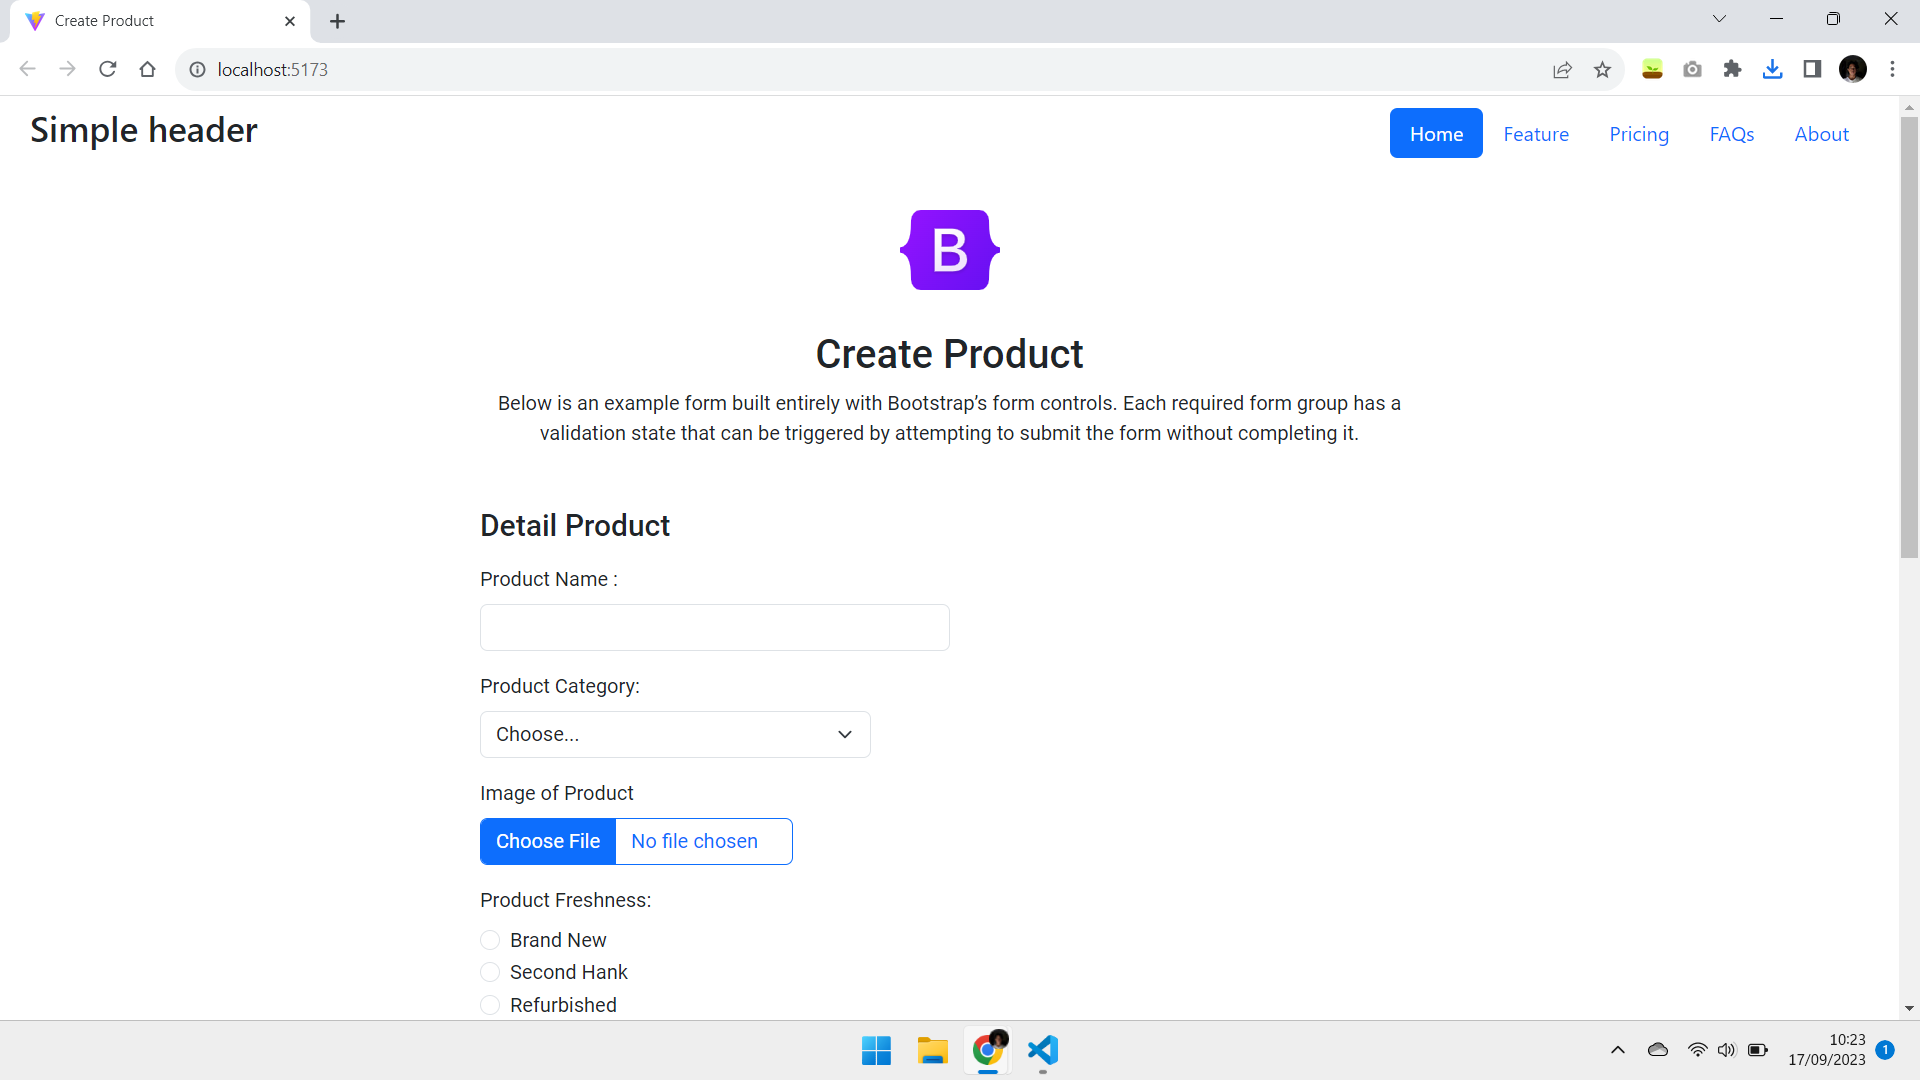 Create Product
localhost:5173
Simple header
Home Feature Pricing FAQs About
B
Create Product
Below is an example form built entirely with Bootstrap’s form controls. Each required form group has a
validation state that can be triggered by attempting to submit the form without completing it.
Detail Product
Product Name :
Product Category:
Choose...
Image of Product
Choose File No file chosen
Product Freshness:
Brand New
Second Hank
Refurbished
10:23
17/09/2023
1